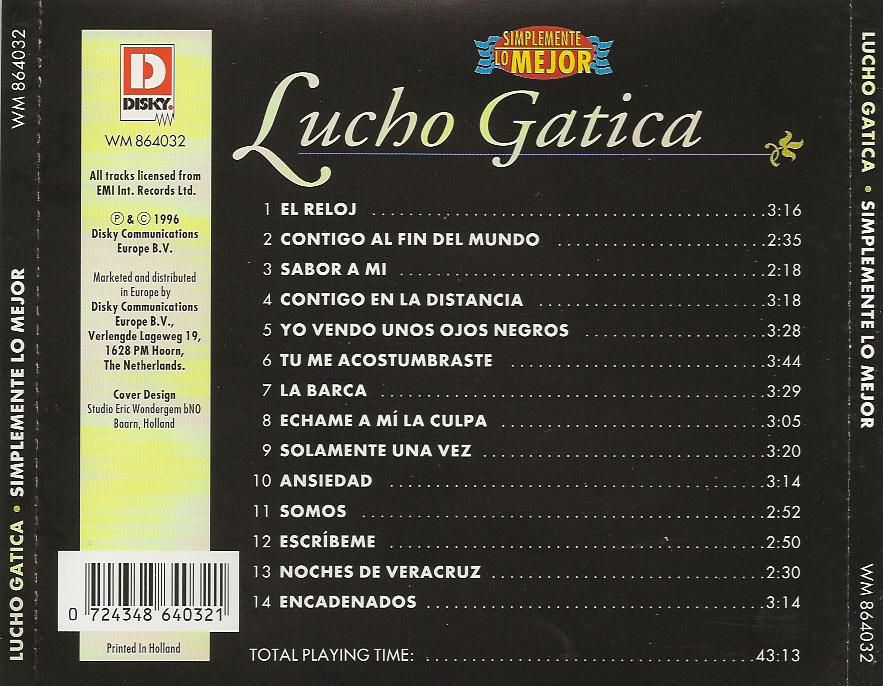 WM 864032
LUCHO GATICA • SIMPLEMENTE LO MEJOR
D
DISKY.
WM 864032
All tracks licensed from
EMI Int. Records Ltd.
Ⓟ & © 1996
Disky Communications
Europe B.V.
Marketed and distributed
in Europe by
Disky Communications
Europe B.V.,
Verlengde Lageweg 19,
1628 PM Hoorn,
The Netherlands.
Cover Design
Studio Eric Wondergem bNO
Baarn, Holland
0 724348 640321
Printed In Holland
SIMPLEMENTE
LO MEJOR
Lucho Gatica
1 EL RELOJ 3:16
2 CONTIGO AL FIN DEL MUNDO 2:35
3 SABOR A MI 2:18
4 CONTIGO EN LA DISTANCIA 3:18
5 YO VENDO UNOS OJOS NEGROS 3:28
6 TU ME ACOSTUMBRASTE 3:44
7 LA BARCA 3:29
8 ECHAME A MÍ LA CULPA 3:05
9 SOLAMENTE UNA VEZ 3:20
10 ANSIEDAD 3:14
11 SOMOS 2:52
12 ESCRÍBEME 2:50
13 NOCHES DE VERACRUZ 2:30
14 ENCADENADOS 3:14
TOTAL PLAYING TIME: 43:13
LUCHO GATICA • SIMPLEMENTE LO MEJOR
WM 864032